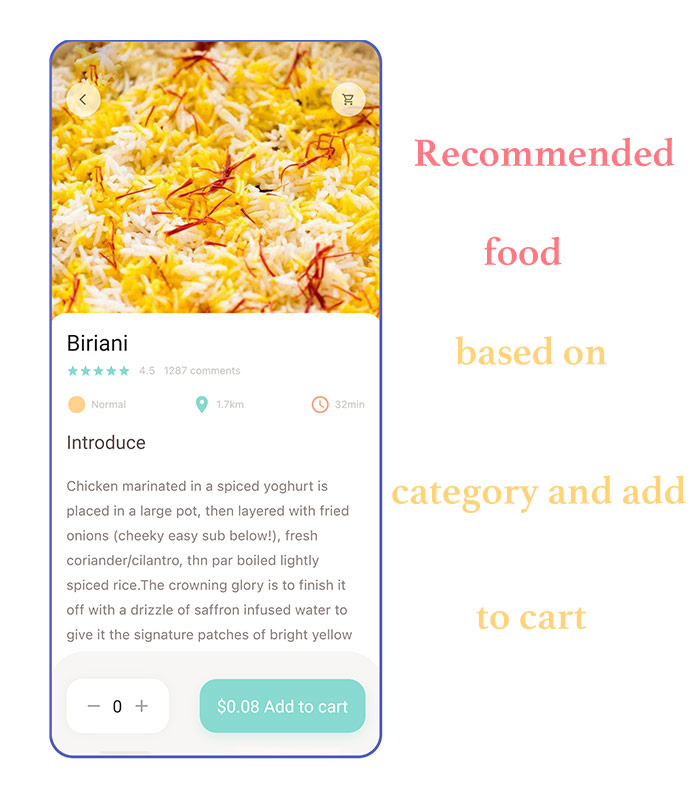 Biriani
4.5 1287 comments
Normal 1.7km 32min
Introduce
Chicken marinated in a spiced yoghurt is
placed in a large pot, then layered with fried
onions (cheeky easy sub below!), fresh
coriander/cilantro, thn par boiled lightly
spiced rice.The crowning glory is to finish it
off with a drizzle of saffron infused water to
give it the signature patches of bright yellow
0 $0.08 Add to cart
Recommended
food
based on
category and add
to cart